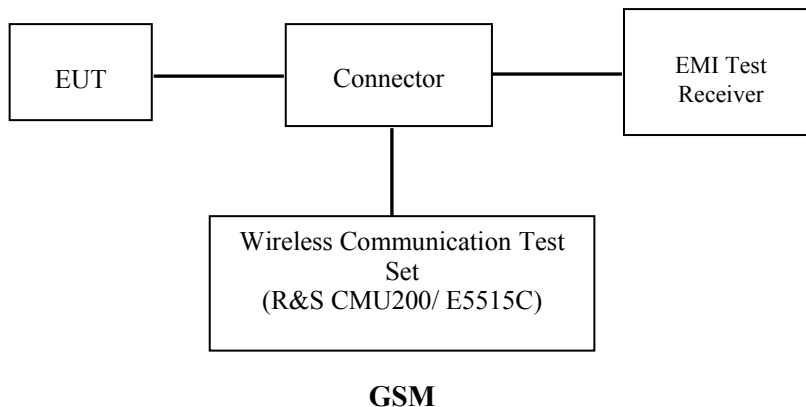 EUT
Connector
EMI Test
Receiver
Wireless Communication Test
Set
(R&S CMU200/ E5515C)
GSM